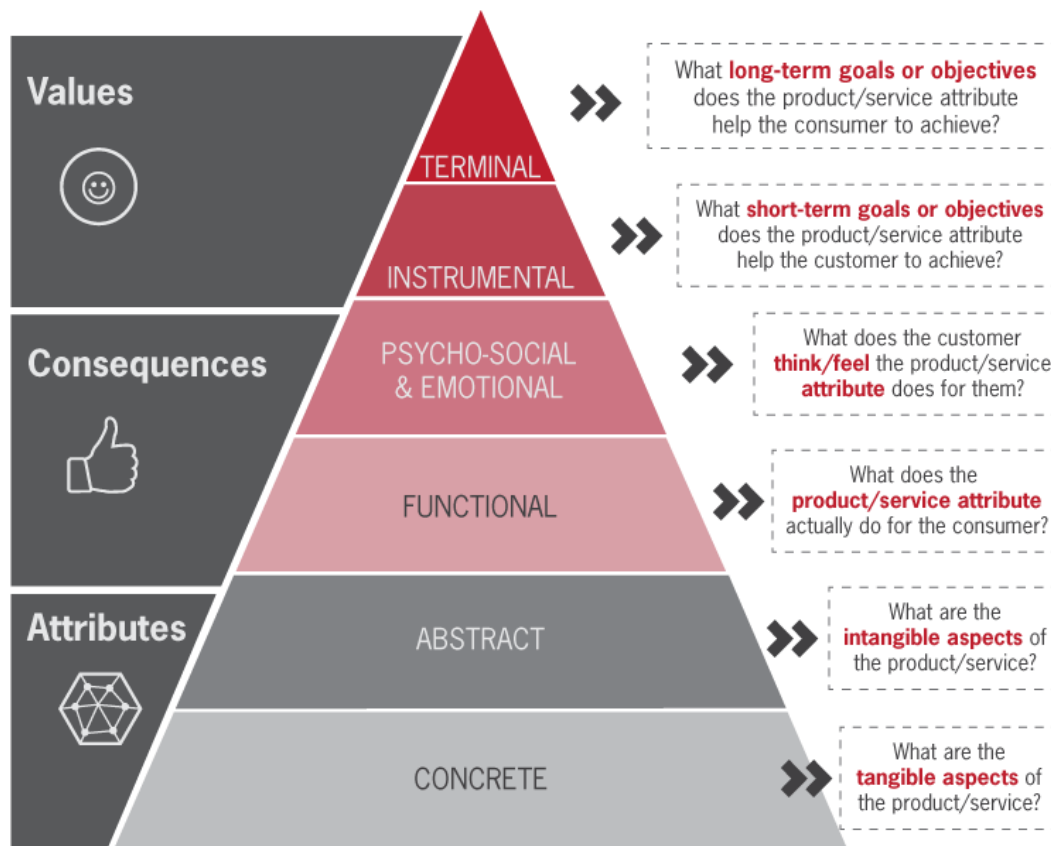 Values
TERMINAL
What long-term goals or objectives
does the product/service attribute
help the consumer to achieve?
INSTRUMENTAL
What short-term goals or objectives
does the product/service attribute
help the customer to achieve?
Consequences
PSYCHO-SOCIAL
& EMOTIONAL
What does the customer
think/feel the product/service
attribute does for them?
FUNCTIONAL
What does the
product/service attribute
actually do for the consumer?
Attributes
ABSTRACT
What are the
intangible aspects of
the product/service?
CONCRETE
What are the
tangible aspects of
the product/service?